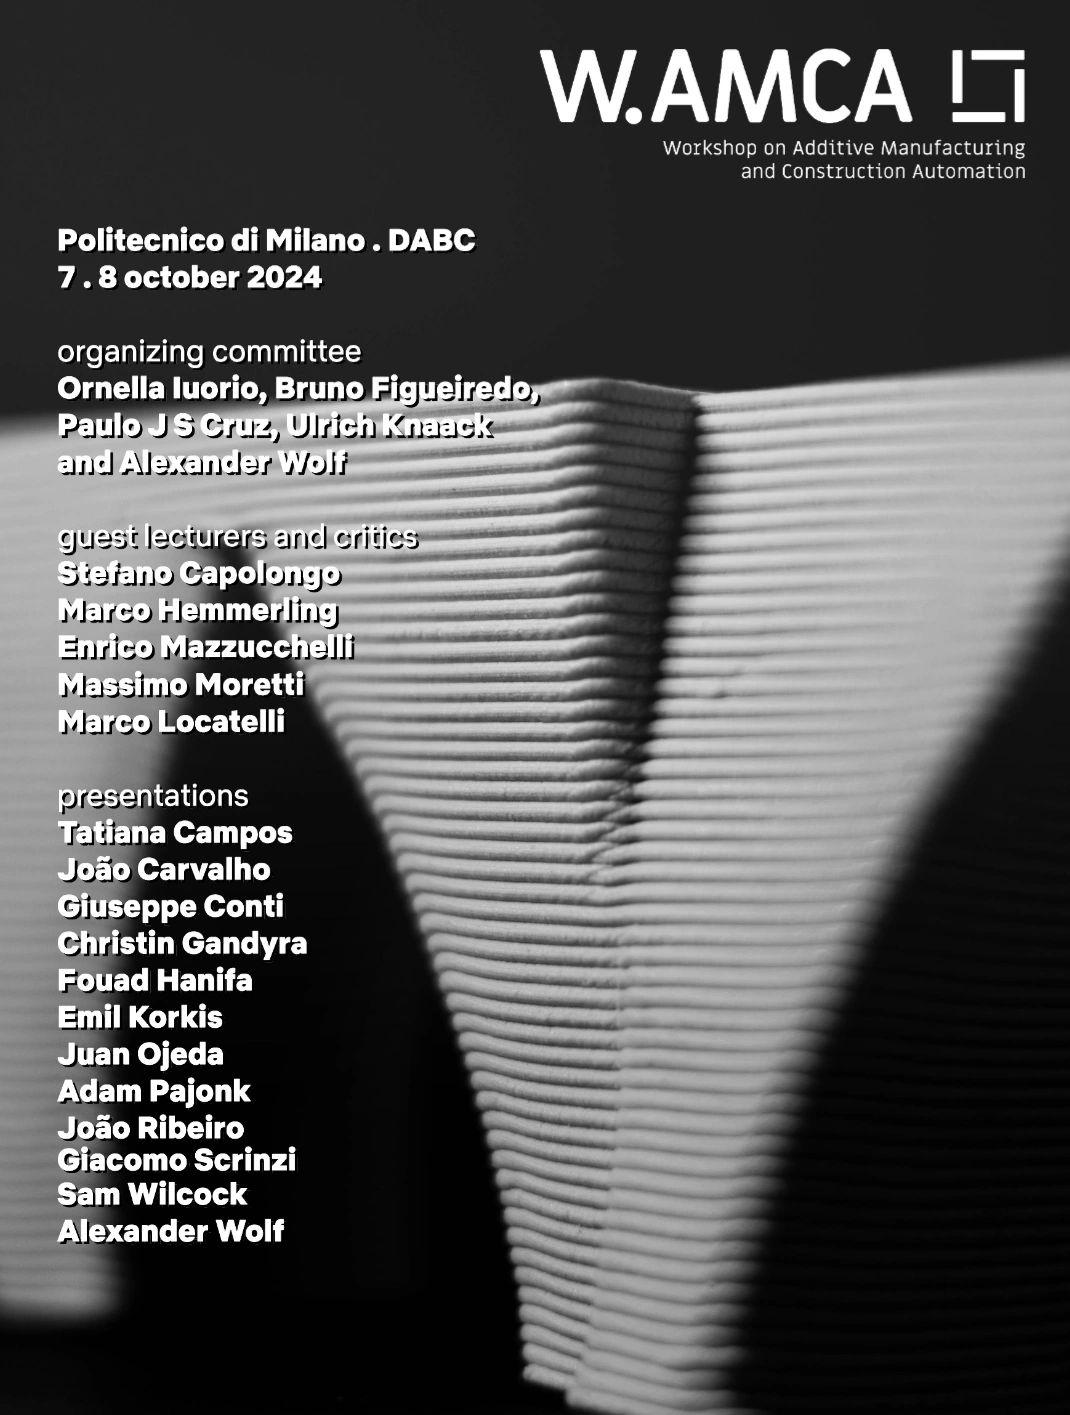 W.AMCA
Workshop on Additive Manufacturing
and Construction Automation
Politecnico di Milano . DABC
7 . 8 october 2024
organizing committee
Ornella Iuorio, Bruno Figueiredo,
Paulo J S Cruz, Ulrich Knaack
and Alexander Wolf
guest lecturers and critics
Stefano Capolongo
Marco Hemmerling
Enrico Mazzucchelli
Massimo Moretti
Marco Locatelli
presentations
Tatiana Campos
João Carvalho
Giuseppe Conti
Christin Gandyra
Fouad Hanifa
Emil Korkis
Juan Ojeda
Adam Pajonk
João Ribeiro
Giacomo Scrinzi
Sam Wilcock
Alexander Wolf